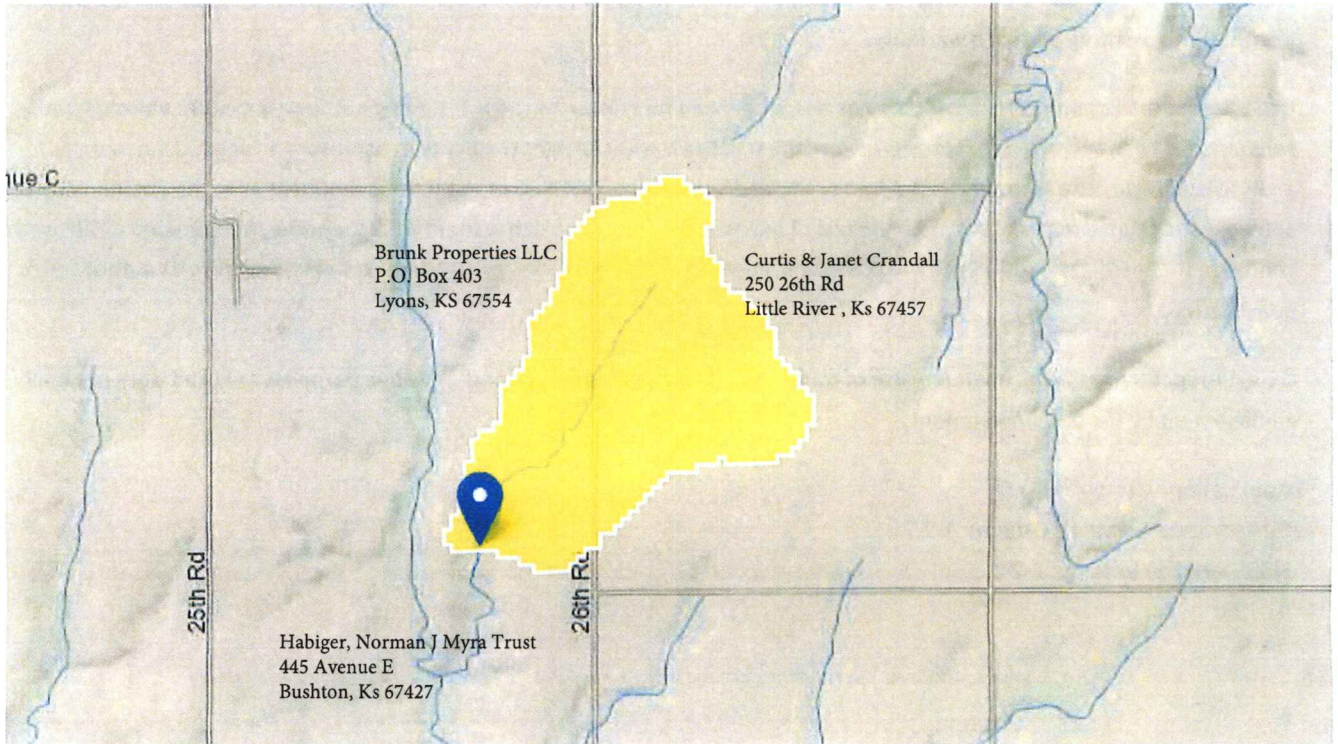 nue C
Brunk Properties LLC
P.O. Box 403
Lyons, KS 67554
Curtis & Janet Crandall
250 26th Rd
Little River , Ks 67457
25th Rd
26th Rd
Habiger, Norman J Myra Trust
445 Avenue E
Bushton, Ks 67427